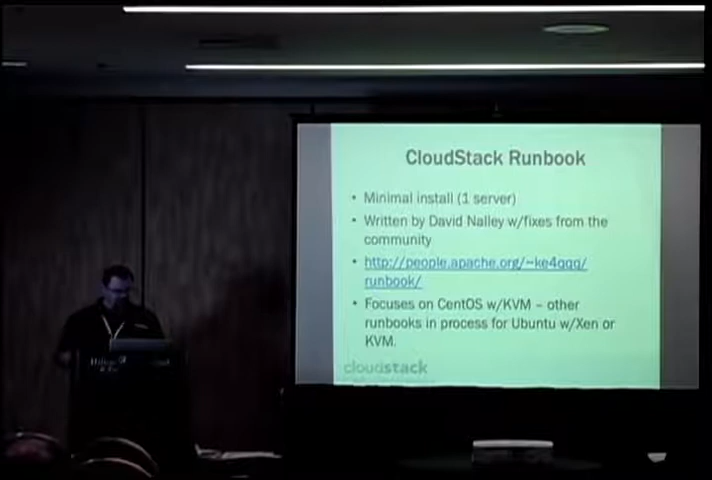 CloudStack Runbook
• Minimal install (1 server)
• Written by David Nalley w/fixes from the
community
• http://people.apache.org/~ke4qqq/
runbook/
• Focuses on CentOS w/KVM – other
runbooks in process for Ubuntu w/Xen or
KVM.
cloudstack